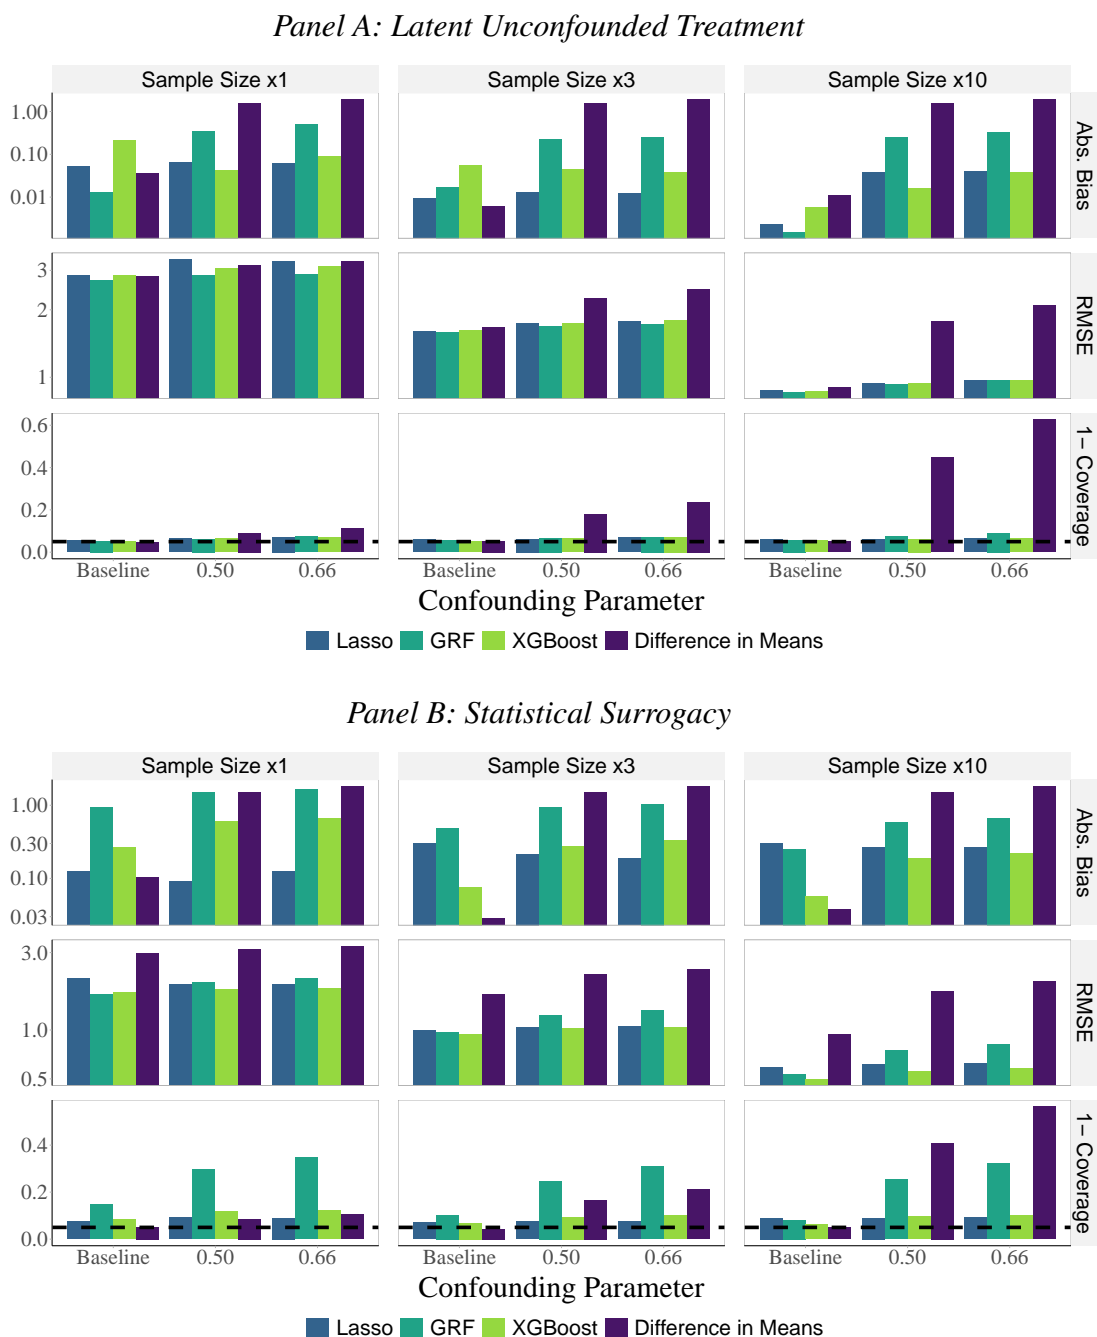 Panel A: Latent Unconfounded Treatment
Sample Size x1 Sample Size x3 Sample Size x10
1.00
0.10
0.01
Abs. Bias
3
2
1
RMSE
0.6
0.4
0.2
0.0
1− Coverage
Baseline 0.50 0.66 Baseline 0.50 0.66 Baseline 0.50 0.66
Confounding Parameter
Lasso GRF XGBoost Difference in Means
Panel B: Statistical Surrogacy
Sample Size x1 Sample Size x3 Sample Size x10
1.00
0.30
0.10
0.03
Abs. Bias
3.0
1.0
0.5
RMSE
0.4
0.2
0.0
1− Coverage
Baseline 0.50 0.66 Baseline 0.50 0.66 Baseline 0.50 0.66
Confounding Parameter
Lasso GRF XGBoost Difference in Means